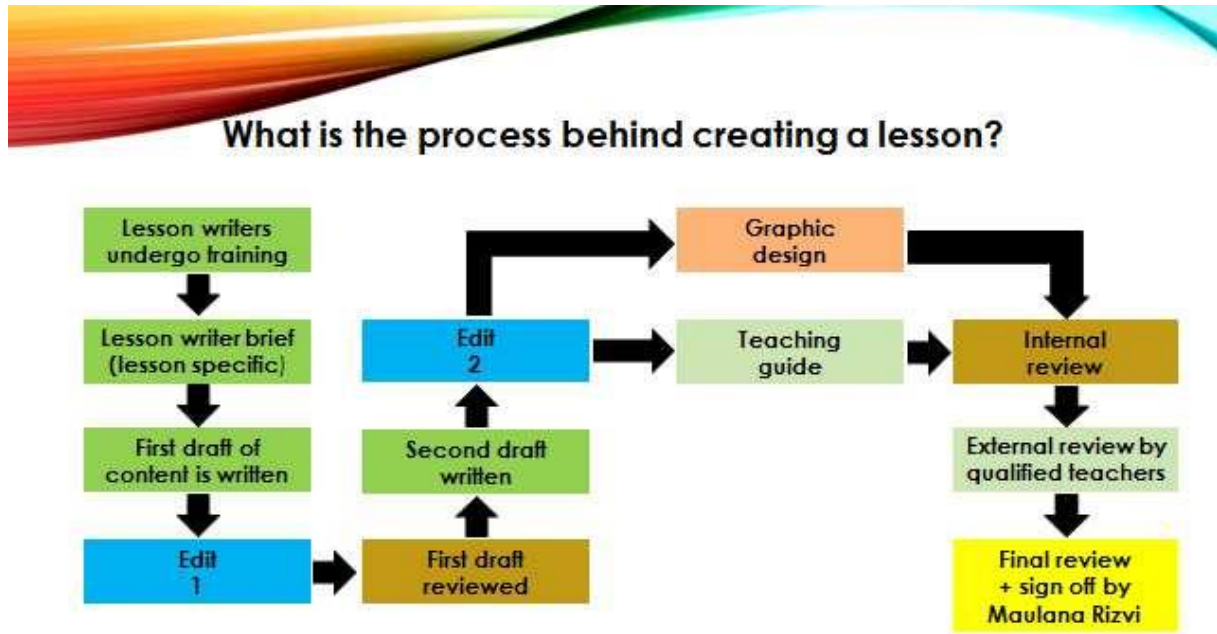 What is the process behind creating a lesson?
Lesson writers
undergo training
Lesson writer brief
(lesson specific)
First draft of
content is written
Edit
1
First draft
reviewed
Second draft
written
Edit
2
Graphic
design
Teaching
guide
Internal
review
External review by
qualified teachers
Final review
+ sign off by
Maulana Rizvi